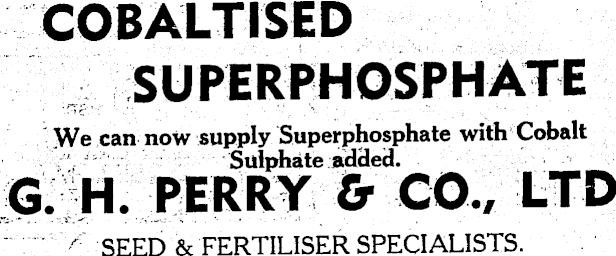 COBALTISED
SUPERPHOSPHATE
We can now supply Superphosphate with Cobalt
Sulphate added.
G. H. PERRY & CO., LTD
SEED & FERTILISER SPECIALISTS.